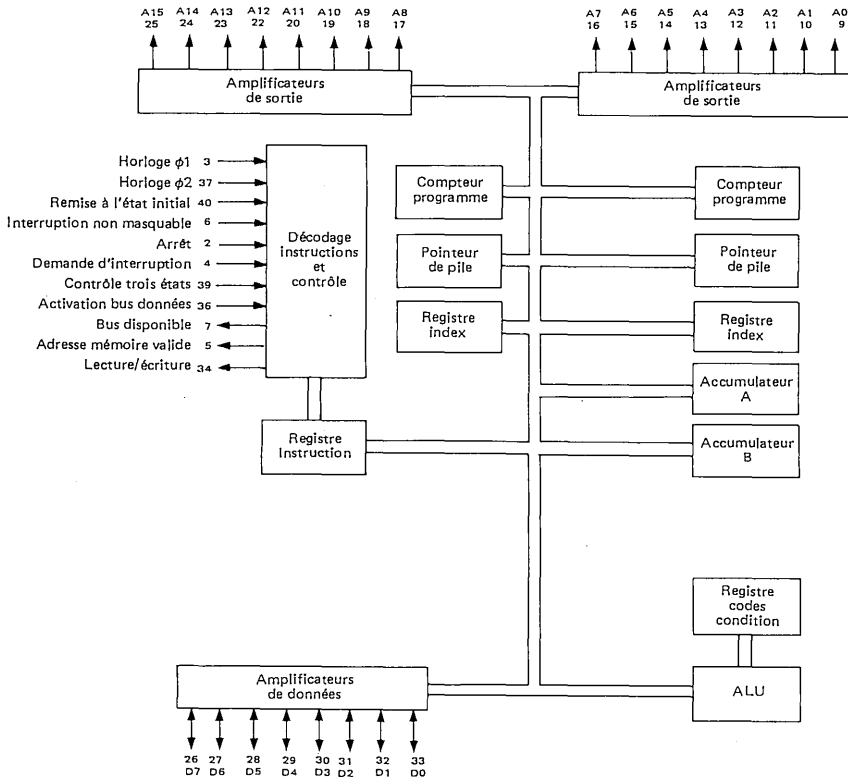 A15 A14 A13 A12 A11 A10 A9 A8
25 24 23 22 20 19 18 17
A7 A6 A5 A4 A3 A2 A1 A0
16 15 14 13 12 11 10 9
Amplificateurs
de sortie
Amplificateurs
de sortie
Horloge ϕ1 3
Horloge ϕ2 37
Remise à l'état initial 40
Interruption non masquable 6
Arrêt 2
Demande d'interruption 4
Contrôle trois états 39
Activation bus données 36
Bus disponible 7
Adresse mémoire valide 5
Lecture/écriture 34
Décodage
instructions
et
contrôle
Compteur
programme
Compteur
programme
Pointeur
de pile
Pointeur
de pile
Registre
index
Registre
index
Accumulateur
A
Registre
Instruction
Accumulateur
B
Registre
codes
condition
Amplificateurs
de données
ALU
26 27 28 29 30 31 32 33
D7 D6 D5 D4 D3 D2 D1 D0